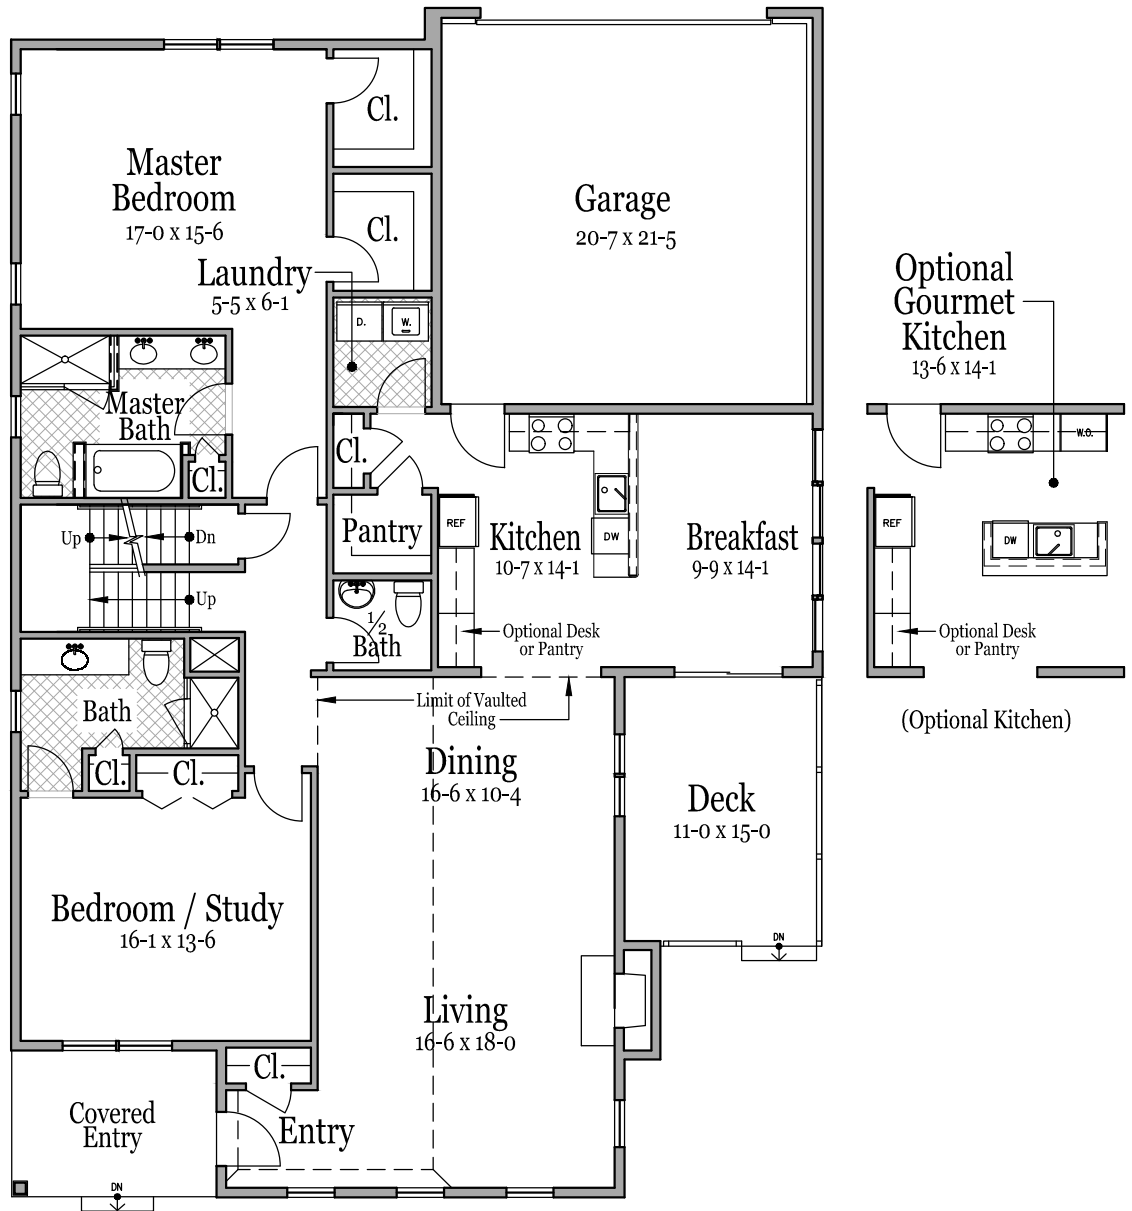 Master
Bedroom
17-0 x 15-6
Cl.
Cl.
Garage
20-7 x 21-5
Laundry
5-5 x 6-1
D.
W.
Master
Bath
Cl.
Cl.
Pantry
Up
Dn
Up
REF
Kitchen
10-7 x 14-1
DW
Breakfast
9-9 x 14-1
1/2
Bath
Optional Desk
or Pantry
Bath
Cl.
Cl.
Limit of Vaulted
Ceiling
Dining
16-6 x 10-4
Deck
11-0 x 15-0
DN
Bedroom / Study
16-1 x 13-6
Living
16-6 x 18-0
Cl.
Entry
Covered
Entry
DN
Optional
Gourmet
Kitchen
13-6 x 14-1
W.O.
REF
DW
Optional Desk
or Pantry
(Optional Kitchen)